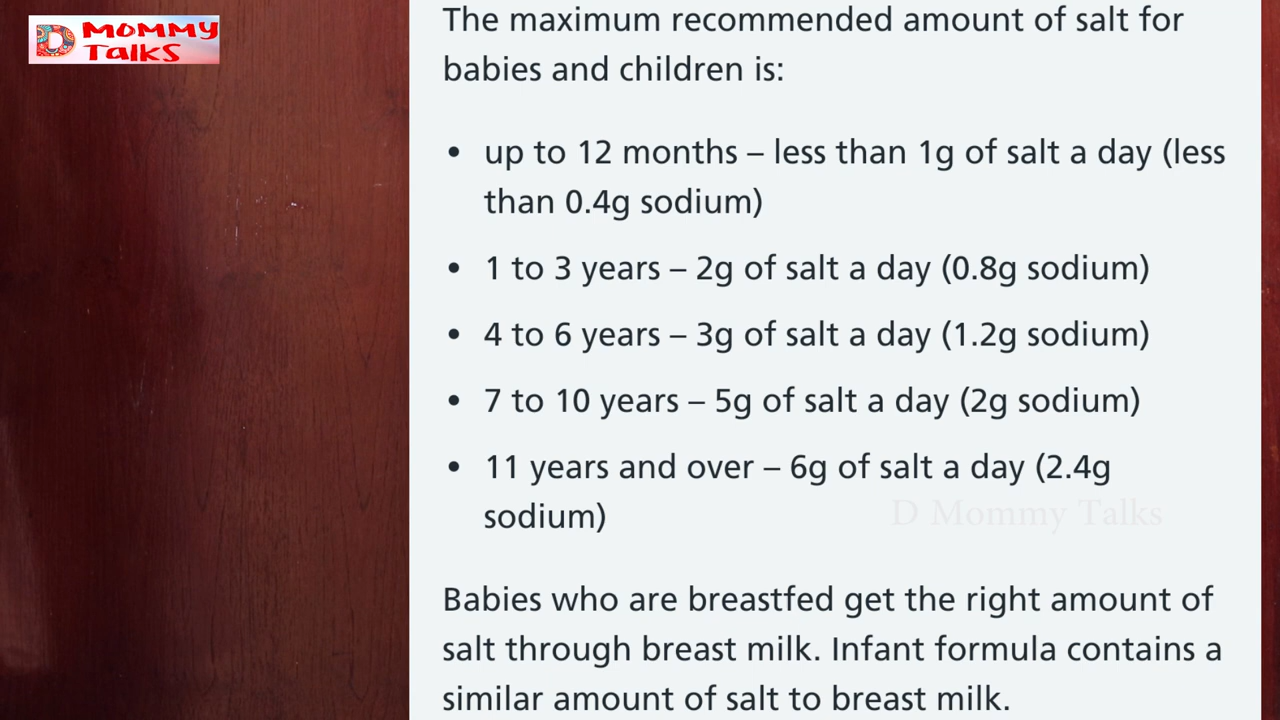 D MOMMY
TALKS
The maximum recommended amount of salt for
babies and children is:
• up to 12 months – less than 1g of salt a day (less
than 0.4g sodium)
• 1 to 3 years – 2g of salt a day (0.8g sodium)
• 4 to 6 years – 3g of salt a day (1.2g sodium)
• 7 to 10 years – 5g of salt a day (2g sodium)
• 11 years and over – 6g of salt a day (2.4g
sodium)
D Mommy Talks
Babies who are breastfed get the right amount of
salt through breast milk. Infant formula contains a
similar amount of salt to breast milk.